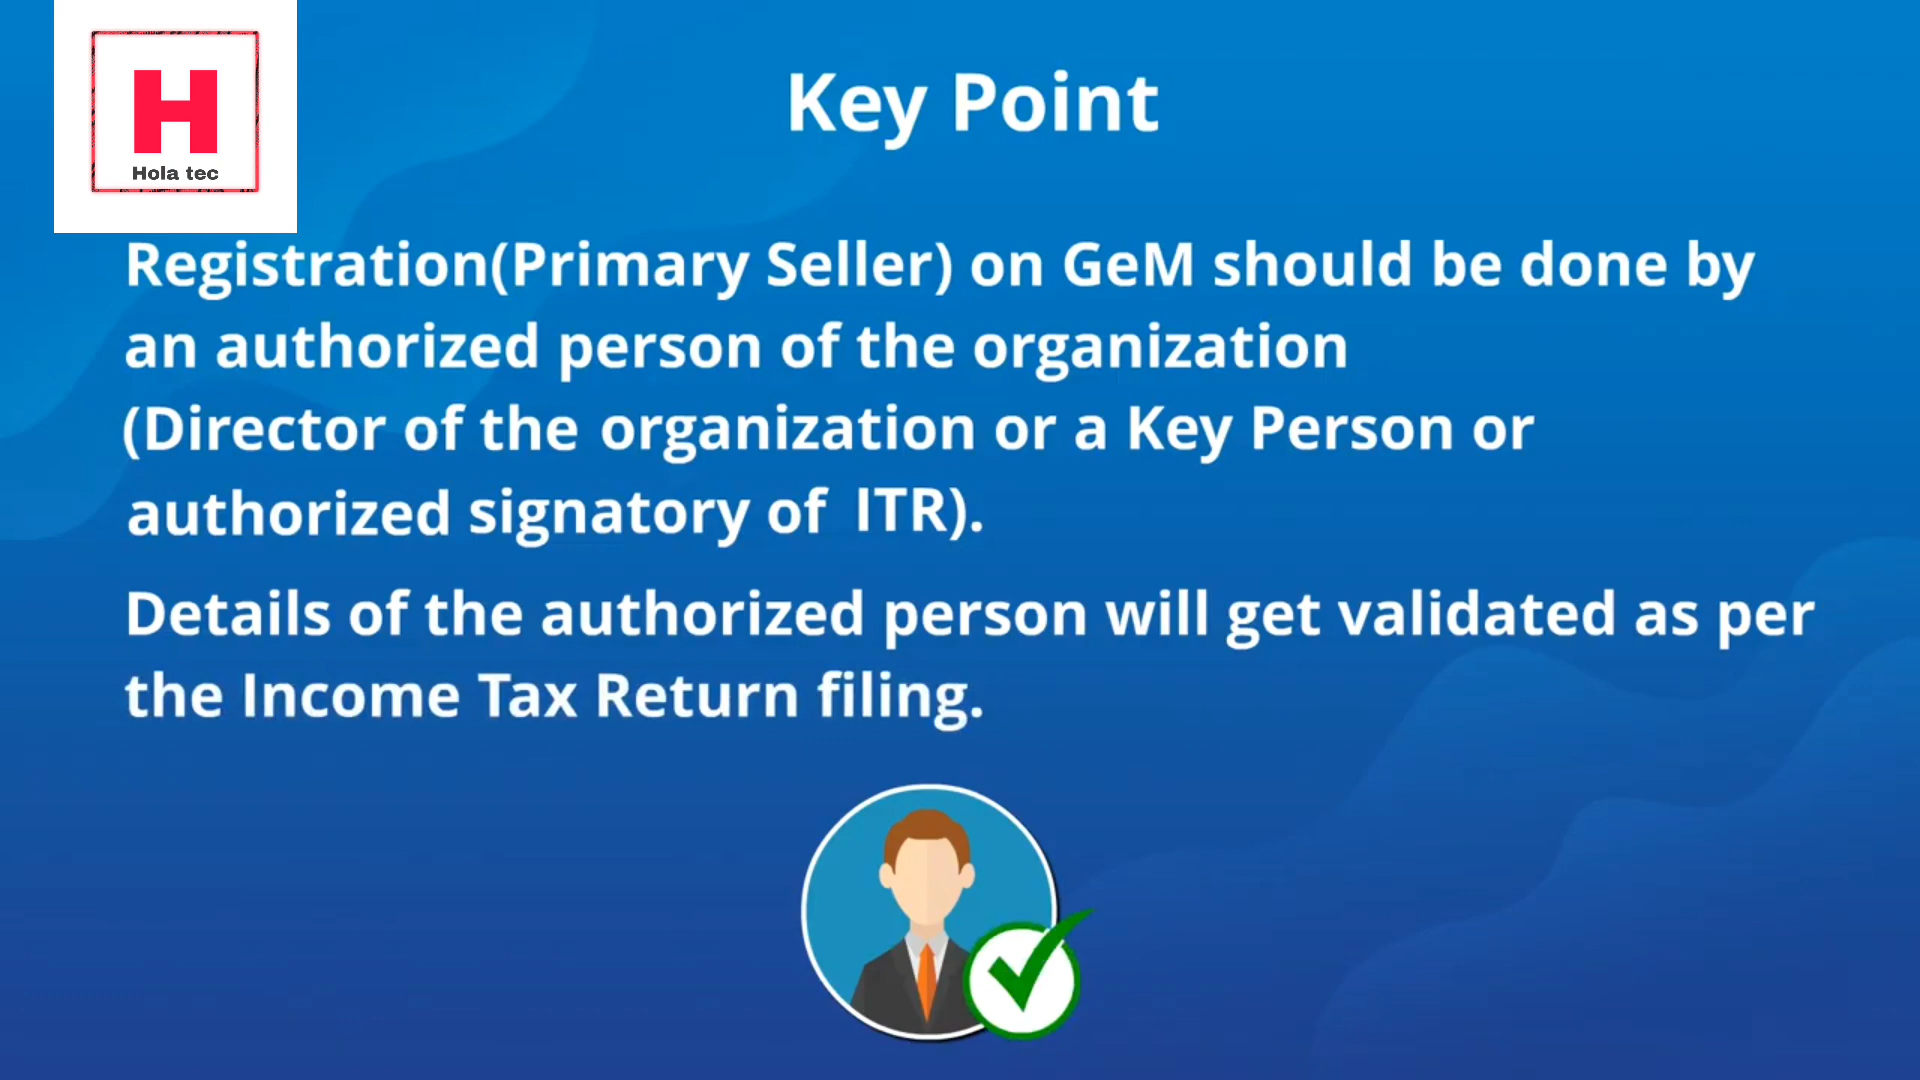 H
Hola tec
Key Point
Registration(Primary Seller) on GeM should be done by
an authorized person of the organization
(Director of the organization or a Key Person or
authorized signatory of ITR).
Details of the authorized person will get validated as per
the Income Tax Return filing.